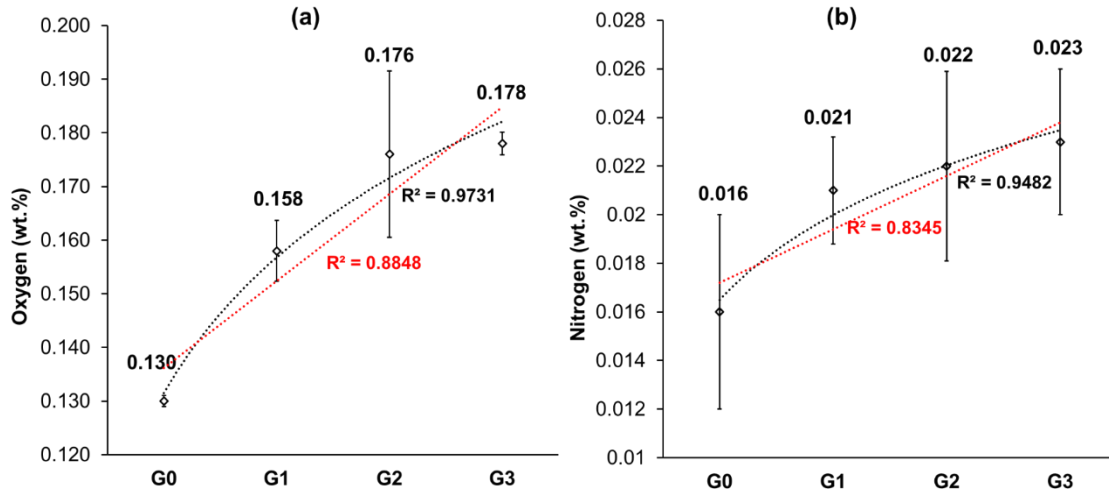 (a)
0.200
0.190
0.180
0.170
0.160
0.150
0.140
0.130
0.120
Oxygen (wt.%)
0.130
0.158
0.176
0.178
R² = 0.9731
R² = 0.8848
G0 G1 G2 G3
(b)
0.028
0.026
0.024
0.022
0.02
0.018
0.016
0.014
0.012
0.01
Nitrogen (wt.%)
0.016
0.021
0.022
0.023
R² = 0.9482
R² = 0.8345
G0 G1 G2 G3